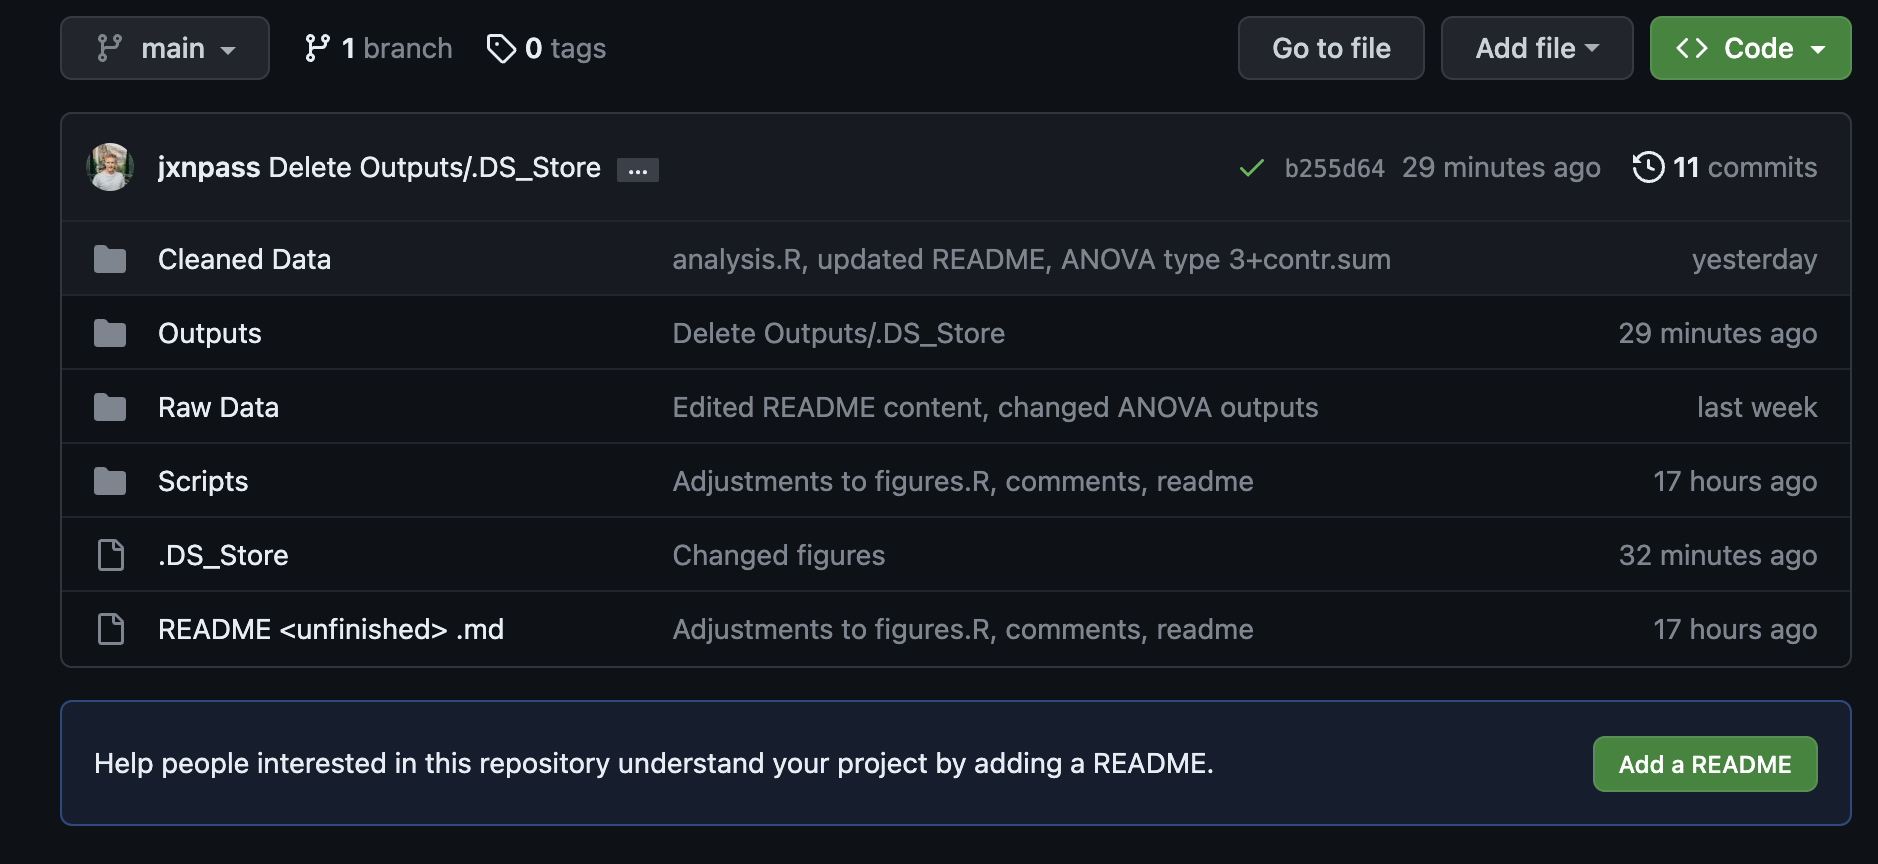 main 1 branch 0 tags Go to file Add file <> Code
jxnpass Delete Outputs/.DS_Store ... b255d64 29 minutes ago 11 commits
Cleaned Data analysis.R, updated README, ANOVA type 3+contr.sum yesterday
Outputs Delete Outputs/.DS_Store 29 minutes ago
Raw Data Edited README content, changed ANOVA outputs last week
Scripts Adjustments to figures.R, comments, readme 17 hours ago
.DS_Store Changed figures 32 minutes ago
README <unfinished> .md Adjustments to figures.R, comments, readme 17 hours ago
Help people interested in this repository understand your project by adding a README. Add a README